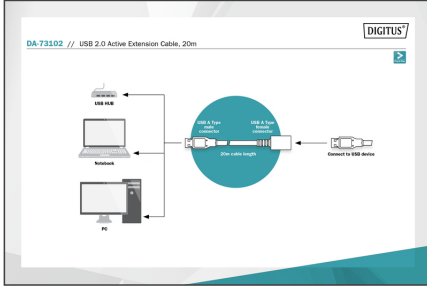 DIGITUS®
DA-73102 // USB 2.0 Active Extension Cable, 20m
USB HUB
USB A Type
male
connector
USB A Type
female
connector
20m cable length
Connect to USB device
Notebook
PC